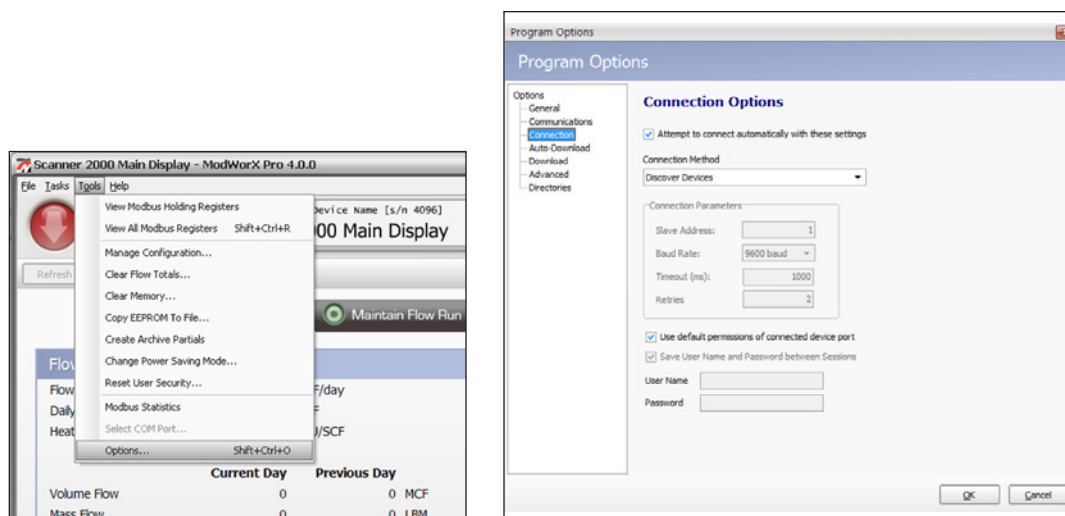 Scanner 2000 Main Display - ModWorX Pro 4.0.0
File Tasks Tools Help
View Modbus Holding Registers
View All Modbus Registers Shift+Ctrl+R
Manage Configuration...
Clear Flow Totals...
Clear Memory...
Copy EEPROM To File...
Create Archive Partials
Change Power Saving Mode...
Reset User Security...
Modbus Statistics
Select COM Port...
Options... Shift+Ctrl+O
Device Name [s/n 4096]
000 Main Display
Refresh
Maintain Flow Run
Flow
Flow F/day
Daily F
Heat J/SCF
Current Day Previous Day
Volume Flow 0 0 MCF
Mass Flow 0 0 LBM
Program Options
Program Options
Options
General
Communications
Connection
Auto-Download
Download
Advanced
Directories
Connection Options
Attempt to connect automatically with these settings
Connection Method
Discover Devices
Connection Parameters
Slave Address: 1
Baud Rate: 9600 baud
Timeout (ms): 1000
Retries 2
Use default permissions of connected device port
Save User Name and Password between Sessions
User Name
Password
OK Cancel